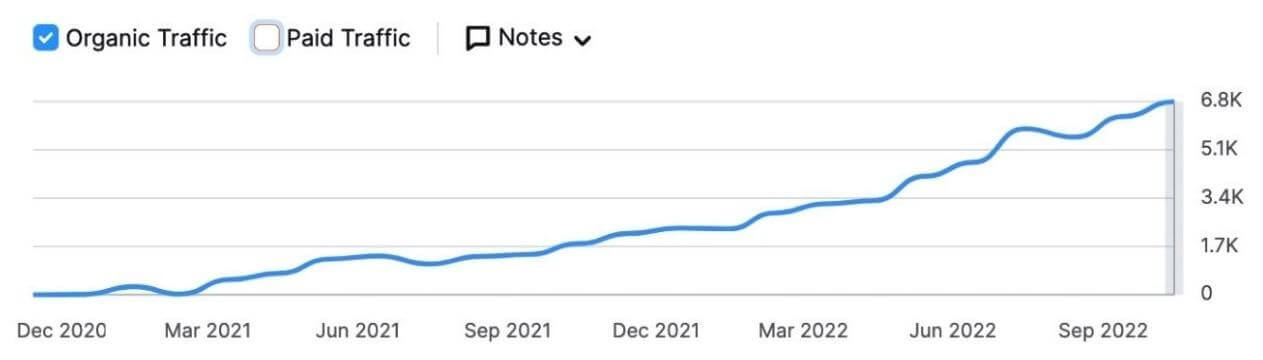 Organic Traffic Paid Traffic Notes
6.8K
5.1K
3.4K
1.7K
0
Dec 2020 Mar 2021 Jun 2021 Sep 2021 Dec 2021 Mar 2022 Jun 2022 Sep 2022